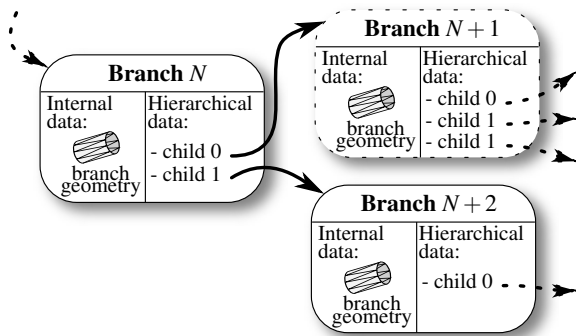 Branch N
Internal data:
branch geometry
Hierarchical data:
- child 0
- child 1
Branch N + 1
Internal data:
branch geometry
Hierarchical data:
- child 0
- child 1
- child 1
Branch N + 2
Internal data:
branch geometry
Hierarchical data:
- child 0